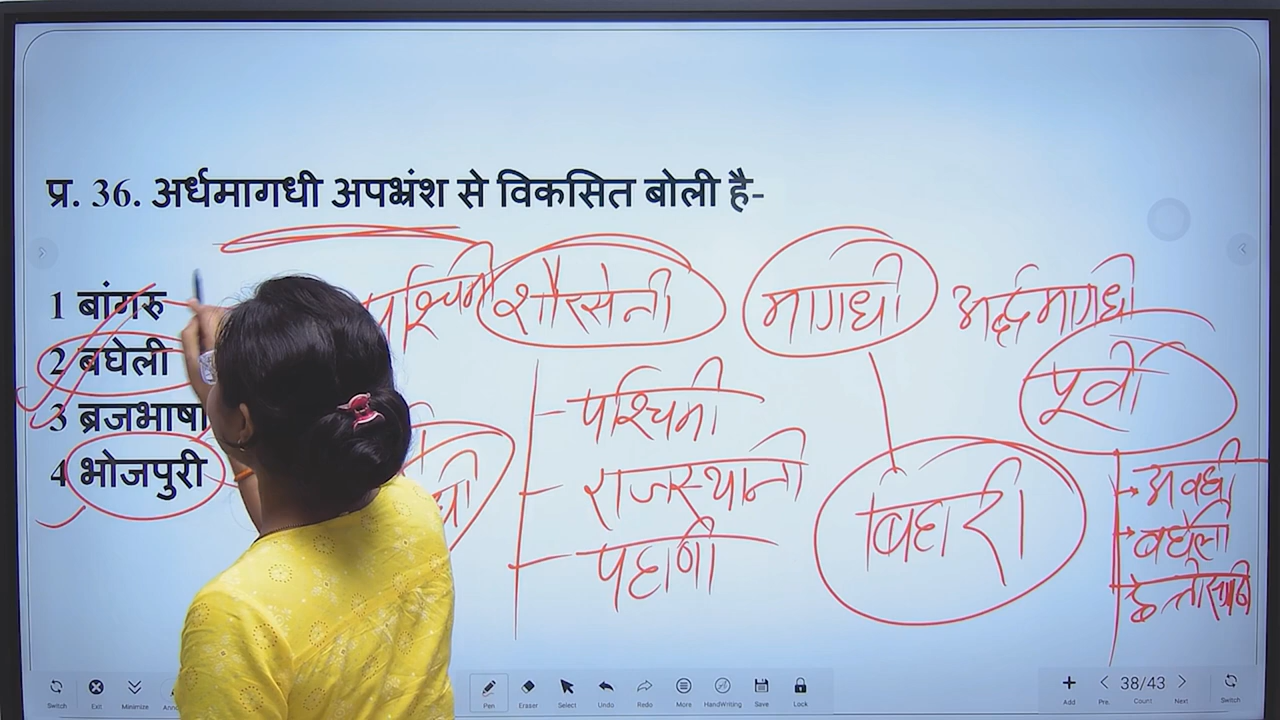 प्र. 36. अर्धमागधी अपभ्रंश से विकसित बोली है-
1 बांगरु
2 बघेली
3 ब्रजभाषा
4 भोजपुरी
पश्चिमी शौरसेनी मागधी अर्द्धमागधी
पश्चिमी
राजस्थानी
पहाडी
बिहारी
पूर्वी
अवधी
बघेली
Switch Exit Minimize Pen Eraser Select Undo Redo More HandWriting Save Lock Add Pre. 38/43 Count Next Switch